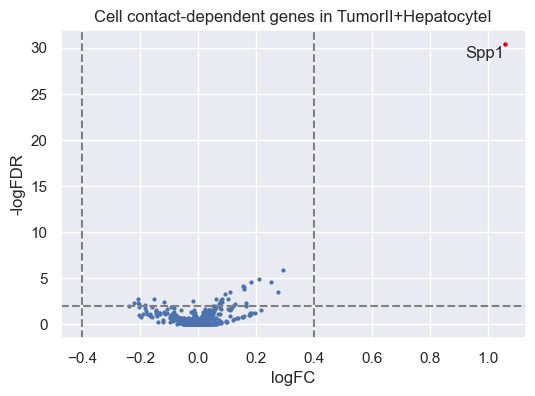 Cell contact-dependent genes in TumorII+HepatocyteI
30
25
20
15
10
5
0
-logFDR
Spp1
−0.4 −0.2 0.0 0.2 0.4 0.6 0.8 1.0
logFC